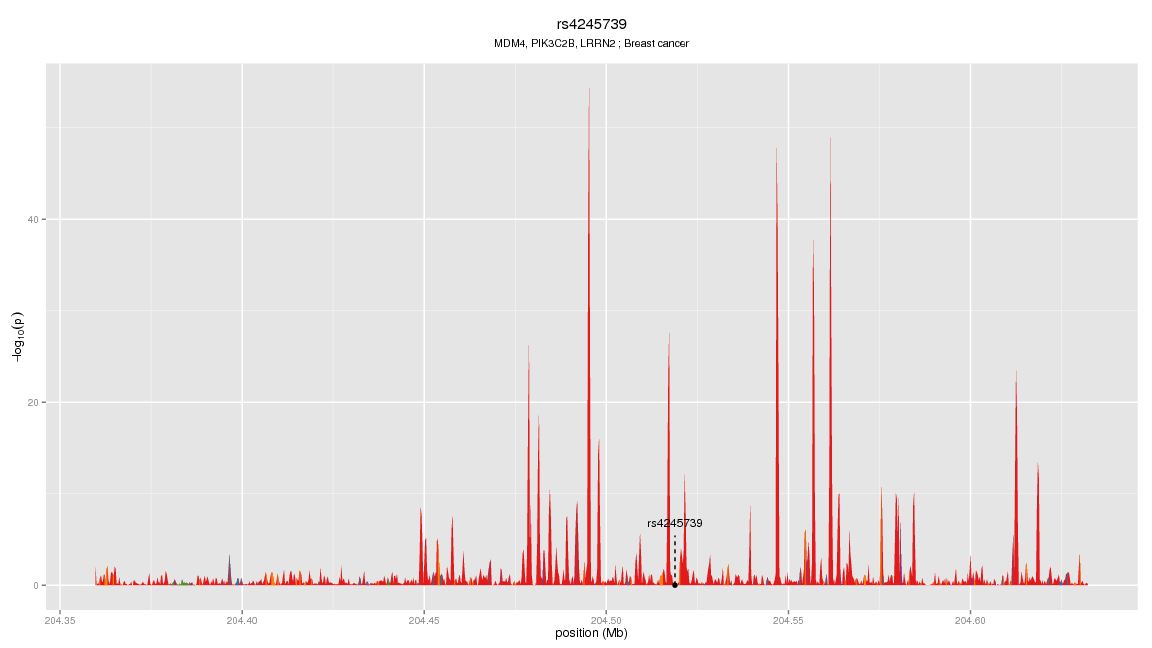 rs4245739
MDM4, PIK3C2B, LRRN2 ; Breast cancer
−log10(p)
40
20
0
rs4245739
204.35 204.40 204.45 204.50 204.55 204.60
position (Mb)